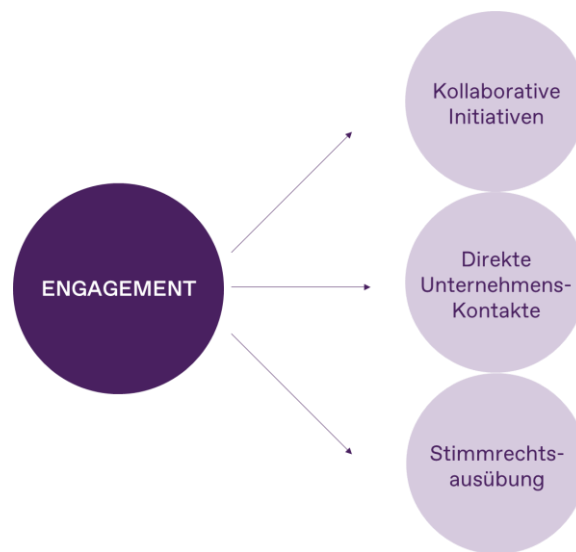 Kollaborative
Initiativen
ENGAGEMENT
Direkte
Unternehmens-
Kontakte
Stimmrechts-
ausübung